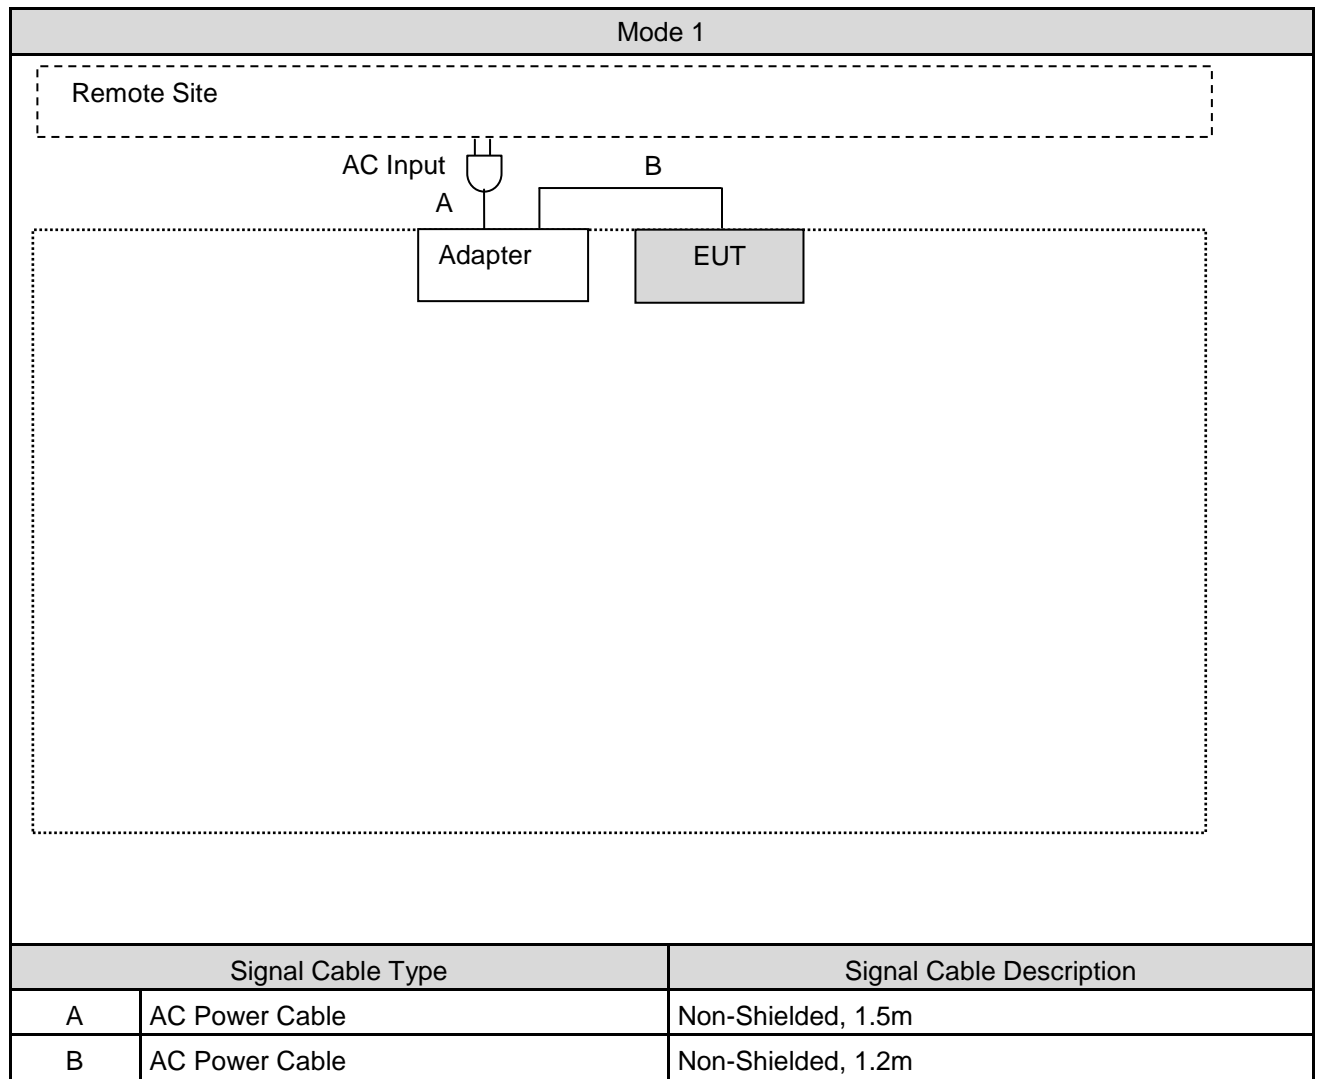 Mode 1
Remote Site
AC Input
B
A
Adapter
EUT
Signal Cable Type Signal Cable Description
A AC Power Cable Non-Shielded, 1.5m
B AC Power Cable Non-Shielded, 1.2m